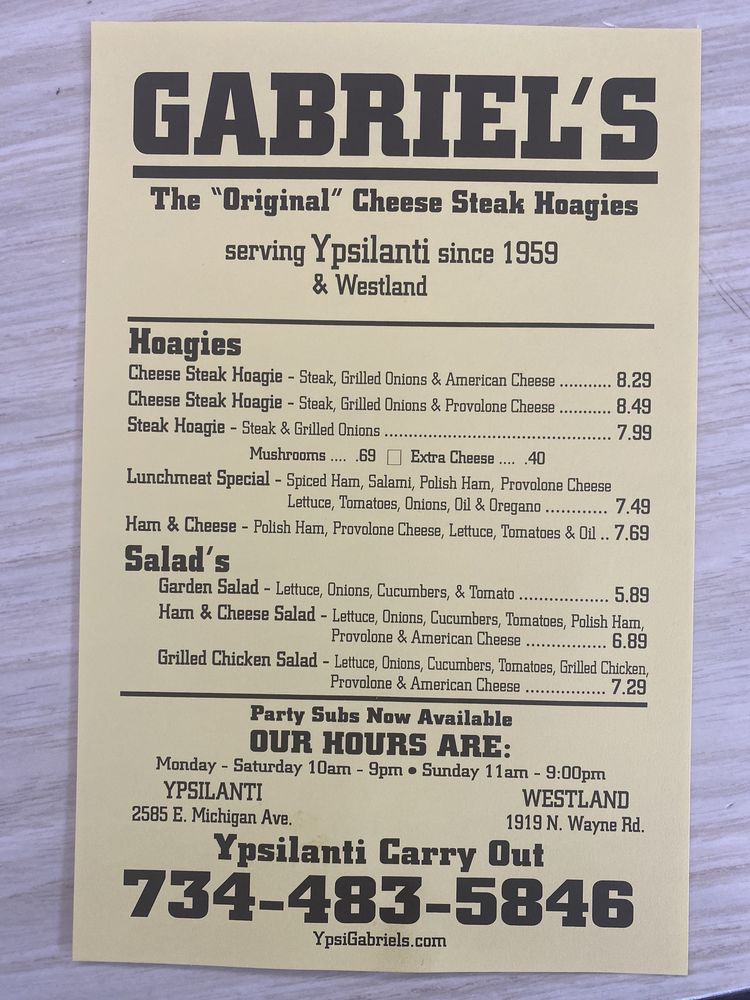 GABRIEL'S
The "Original" Cheese Steak Hoagies
serving Ypsilanti since 1959
& Westland
Hoagies
Cheese Steak Hoagie - Steak, Grilled Onions & American Cheese ........... 8.29
Cheese Steak Hoagie - Steak, Grilled Onions & Provolone Cheese ........... 8.49
Steak Hoagie - Steak & Grilled Onions ................................................ 7.99
Mushrooms .... .69 □ Extra Cheese .... .40
Lunchmeat Special - Spiced Ham, Salami, Polish Ham, Provolone Cheese
Lettuce, Tomatoes, Onions, Oil & Oregano ............. 7.49
Ham & Cheese - Polish Ham, Provolone Cheese, Lettuce, Tomatoes & Oil .. 7.69
Salad's
Garden Salad - Lettuce, Onions, Cucumbers, & Tomato ................... 5.89
Ham & Cheese Salad - Lettuce, Onions, Cucumbers, Tomatoes, Polish Ham,
Provolone & American Cheese ................. 6.89
Grilled Chicken Salad - Lettuce, Onions, Cucumbers, Tomatoes, Grilled Chicken,
Provolone & American Cheese ................. 7.29
Party Subs Now Available
OUR HOURS ARE:
Monday - Saturday 10am - 9pm • Sunday 11am - 9:00pm
YPSILANTI
2585 E. Michigan Ave.
WESTLAND
1919 N. Wayne Rd.
Ypsilanti Carry Out
734-483-5846
YpsiGabriels.com